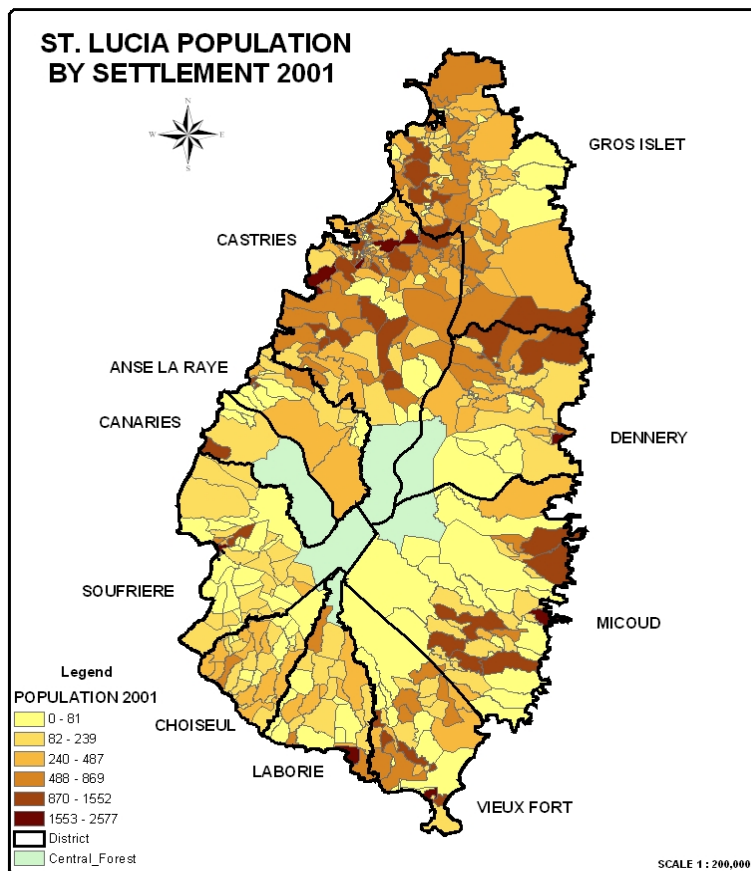 ST. LUCIA POPULATION
BY SETTLEMENT 2001
N
W E
S
GROS ISLET
CASTRIES
ANSE LA RAYE
CANARIES
DENNERY
SOUFRIERE
MICOUD
CHOISEUL
LABORIE
VIEUX FORT
Legend
POPULATION 2001
0 - 81
82 - 239
240 - 487
488 - 869
870 - 1552
1553 - 2577
District
Central_Forest
SCALE 1 : 200,000